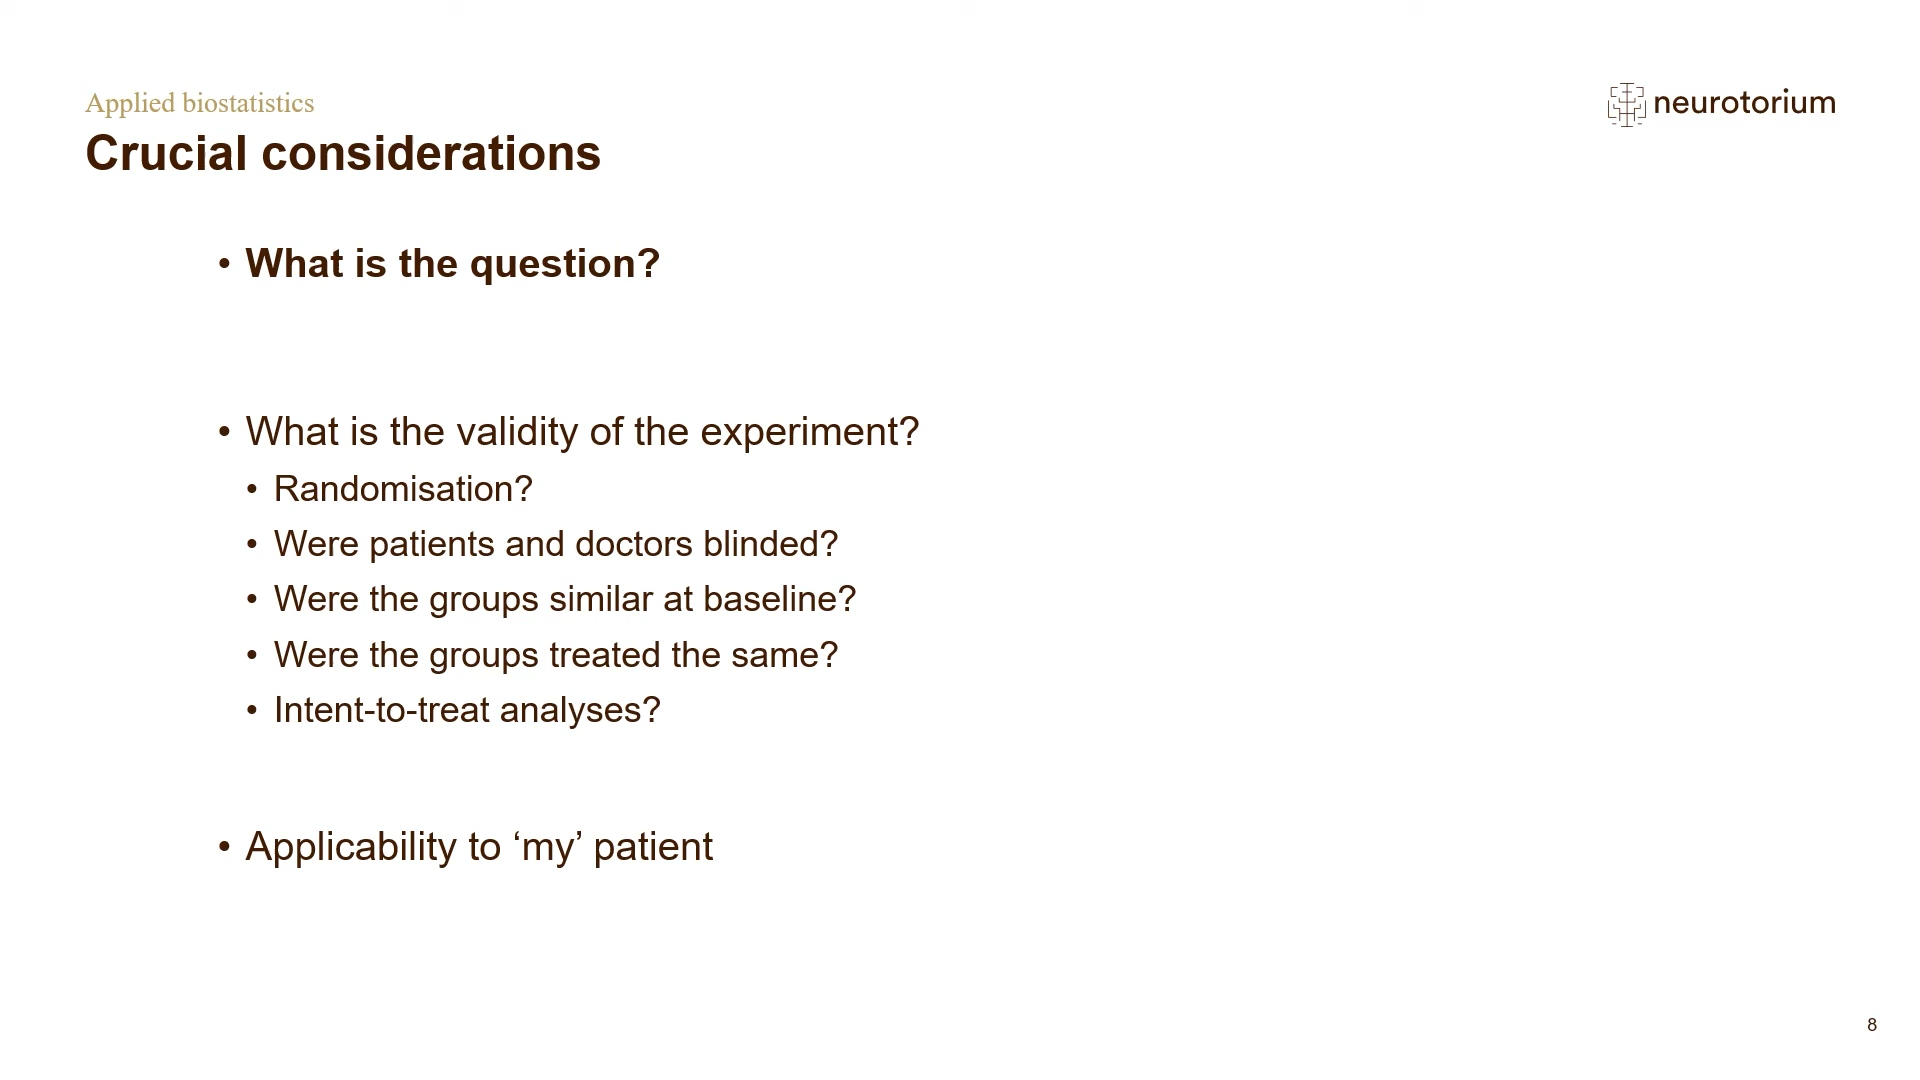 Applied biostatistics
neurotorium
Crucial considerations
• What is the question?
• What is the validity of the experiment?
• Randomisation?
• Were patients and doctors blinded?
• Were the groups similar at baseline?
• Were the groups treated the same?
• Intent-to-treat analyses?
• Applicability to ‘my’ patient
8